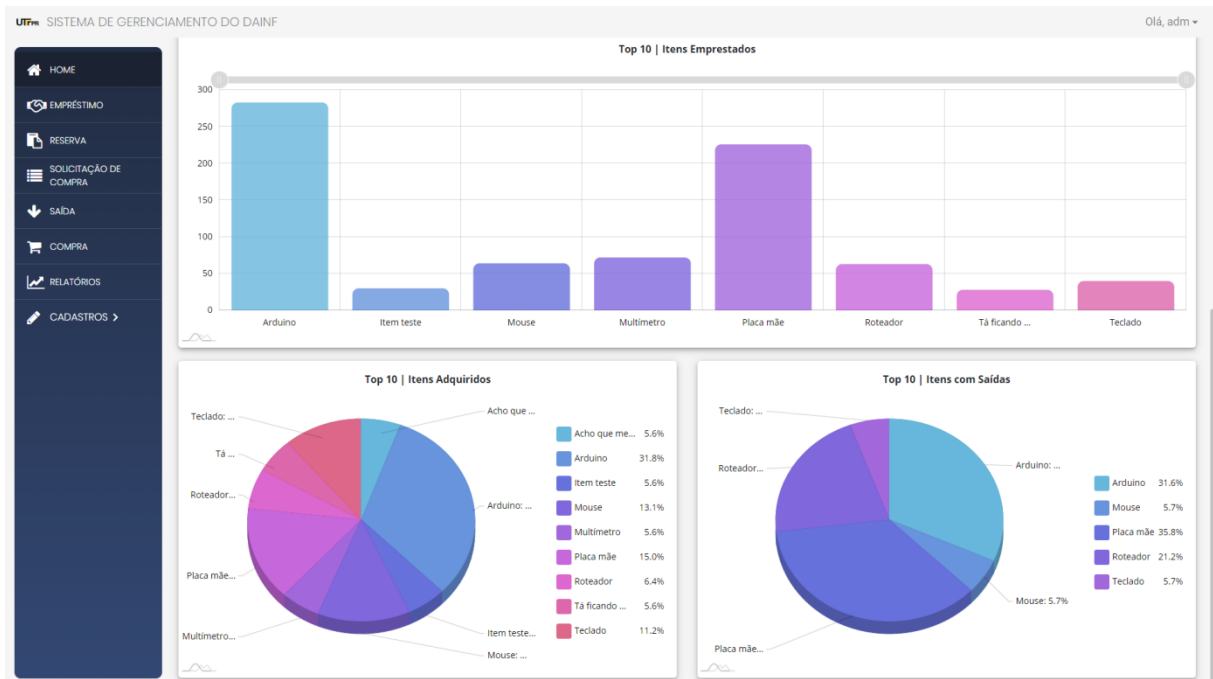 UTFPR SISTEMA DE GERENCIAMENTO DO DAINF
Olá, adm
HOME
EMPRÉSTIMO
RESERVA
SOLICITAÇÃO DE
COMPRA
SAÍDA
COMPRA
RELATÓRIOS
CADASTROS
Top 10 | Itens Emprestados
300
250
200
150
100
50
0
Arduino Item teste Mouse Multímetro Placa mãe Roteador Tá ficando ... Teclado
Top 10 | Itens Adquiridos
Acho que ...
Teclado: ...
Tá ...
Roteador...
Arduino: ...
Placa mãe...
Multímetro...
Item teste...
Mouse: ...
Acho que me... 5.6%
Arduino 31.8%
Item teste 5.6%
Mouse 13.1%
Multímetro 5.6%
Placa mãe 15.0%
Roteador 6.4%
Tá ficando ... 5.6%
Teclado 11.2%
Top 10 | Itens com Saídas
Teclado: ...
Roteador...
Arduino: ...
Mouse: 5.7%
Placa mãe...
Arduino 31.6%
Mouse 5.7%
Placa mãe 35.8%
Roteador 21.2%
Teclado 5.7%